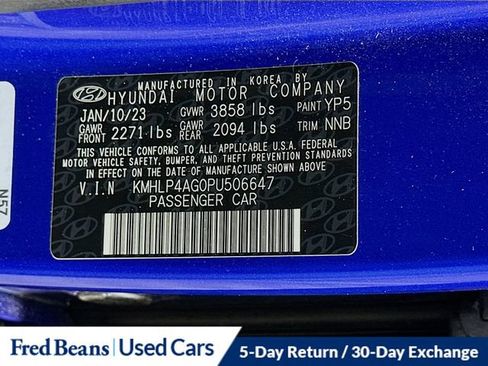 MANUFACTURED IN KOREA BY
HYUNDAI MOTOR COMPANY
JAN/10/23 GVWR 3858 lbs PAINT YP5
GAWR FRONT 2271 lbs GAWR REAR 2094 lbs TRIM NNB
THIS VEHICLE CONFORMS TO ALL APPLICABLE U.S.A. FEDERAL
MOTOR VEHICLE SAFETY, BUMPER, AND THEFT PREVENTION
STANDARDS IN EFFECT ON THE DATE OF MANUFACTURE SHOWN ABOVE.
V.I.N KMHLP4AG0PU506647
PASSENGER CAR
N57
Fred Beans | Used Cars
5-Day Return / 30-Day Exchange